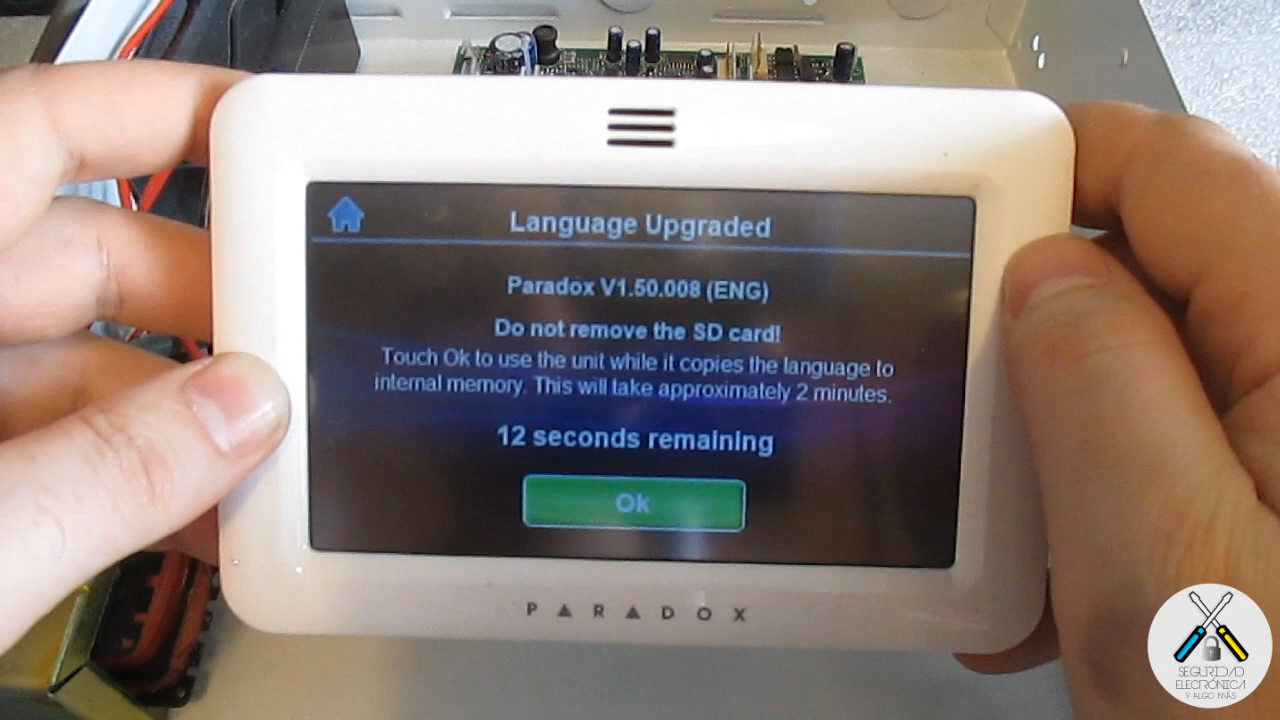 Language Upgraded
Paradox V1.50.008 (ENG)
Do not remove the SD card!
Touch Ok to use the unit while it copies the language to
internal memory. This will take approximately 2 minutes.
12 seconds remaining
Ok
PARADOX
SEGURIDAD
ELECTRÓNICA
Y ALGO MÁS